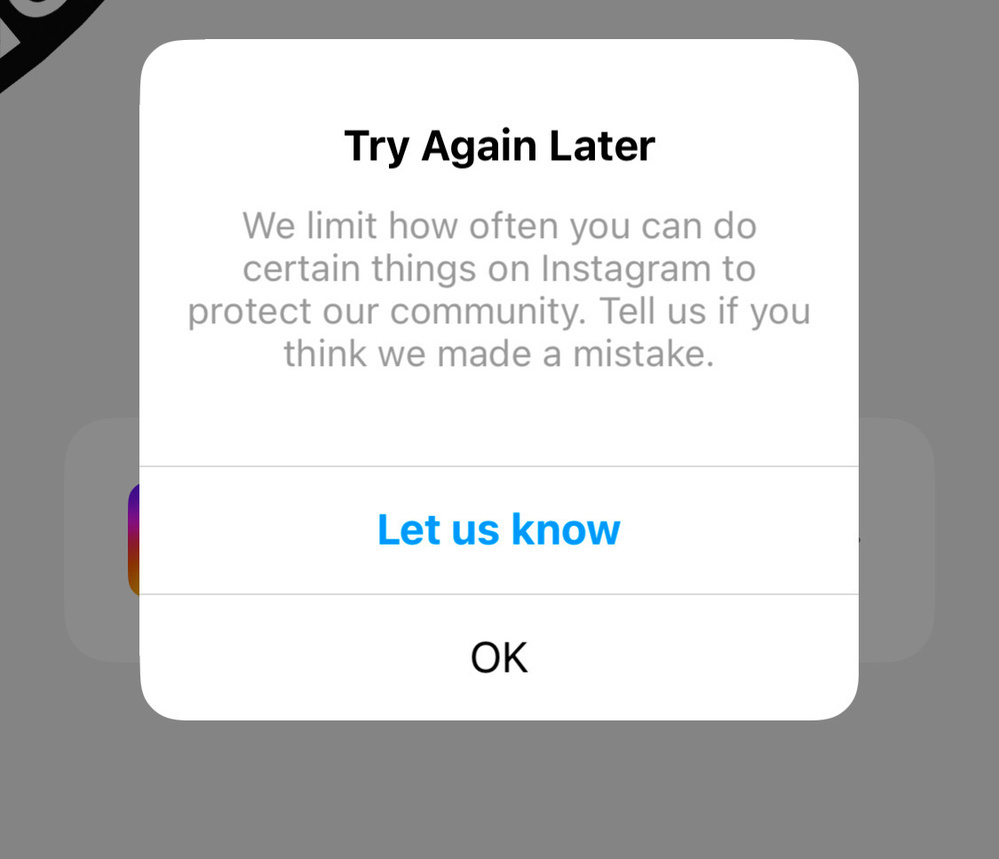 Try Again Later
We limit how often you can do
certain things on Instagram to
protect our community. Tell us if you
think we made a mistake.
Let us know
OK